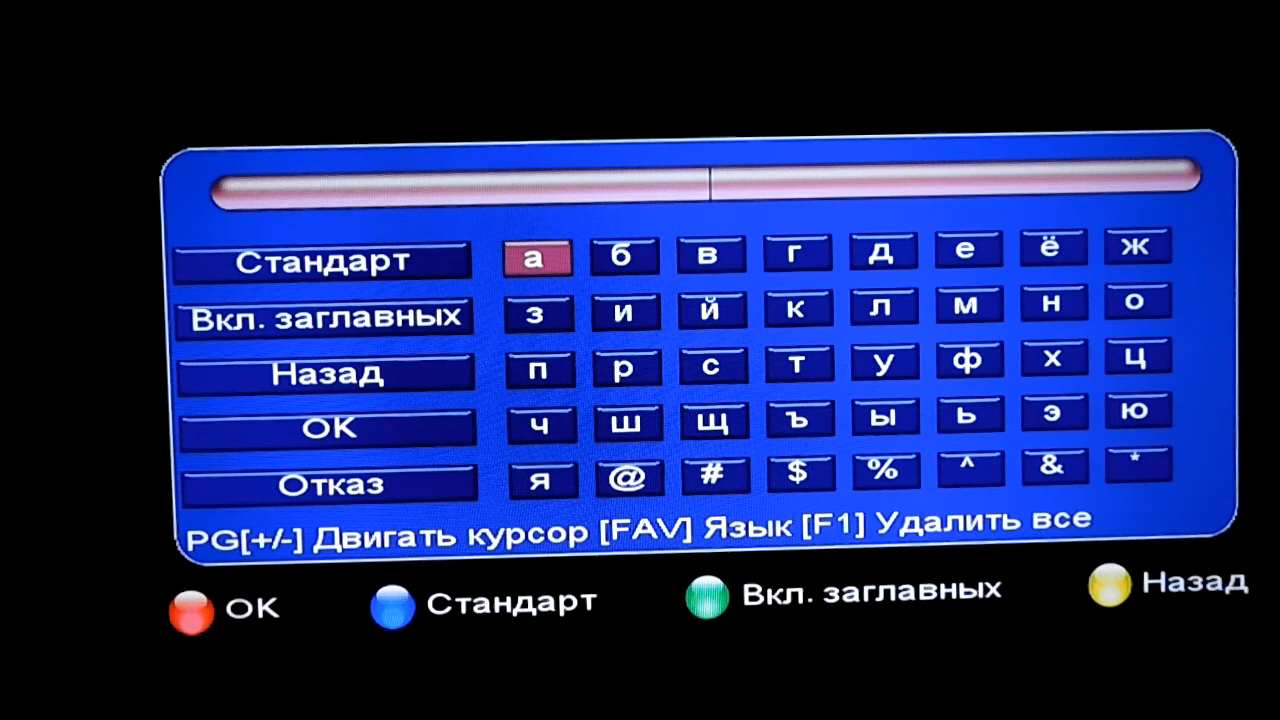 Стандарт а б в г д е ё ж
Вкл. заглавных з и й к л м н о
Назад п р с т у ф х ц
OK ч ш щ ъ ы ь э ю
Отказ я @ # $ % ^ & *
PG[+/-] Двигать курсор [FAV] Язык [F1] Удалить все
OK Стандарт Вкл. заглавных Назад